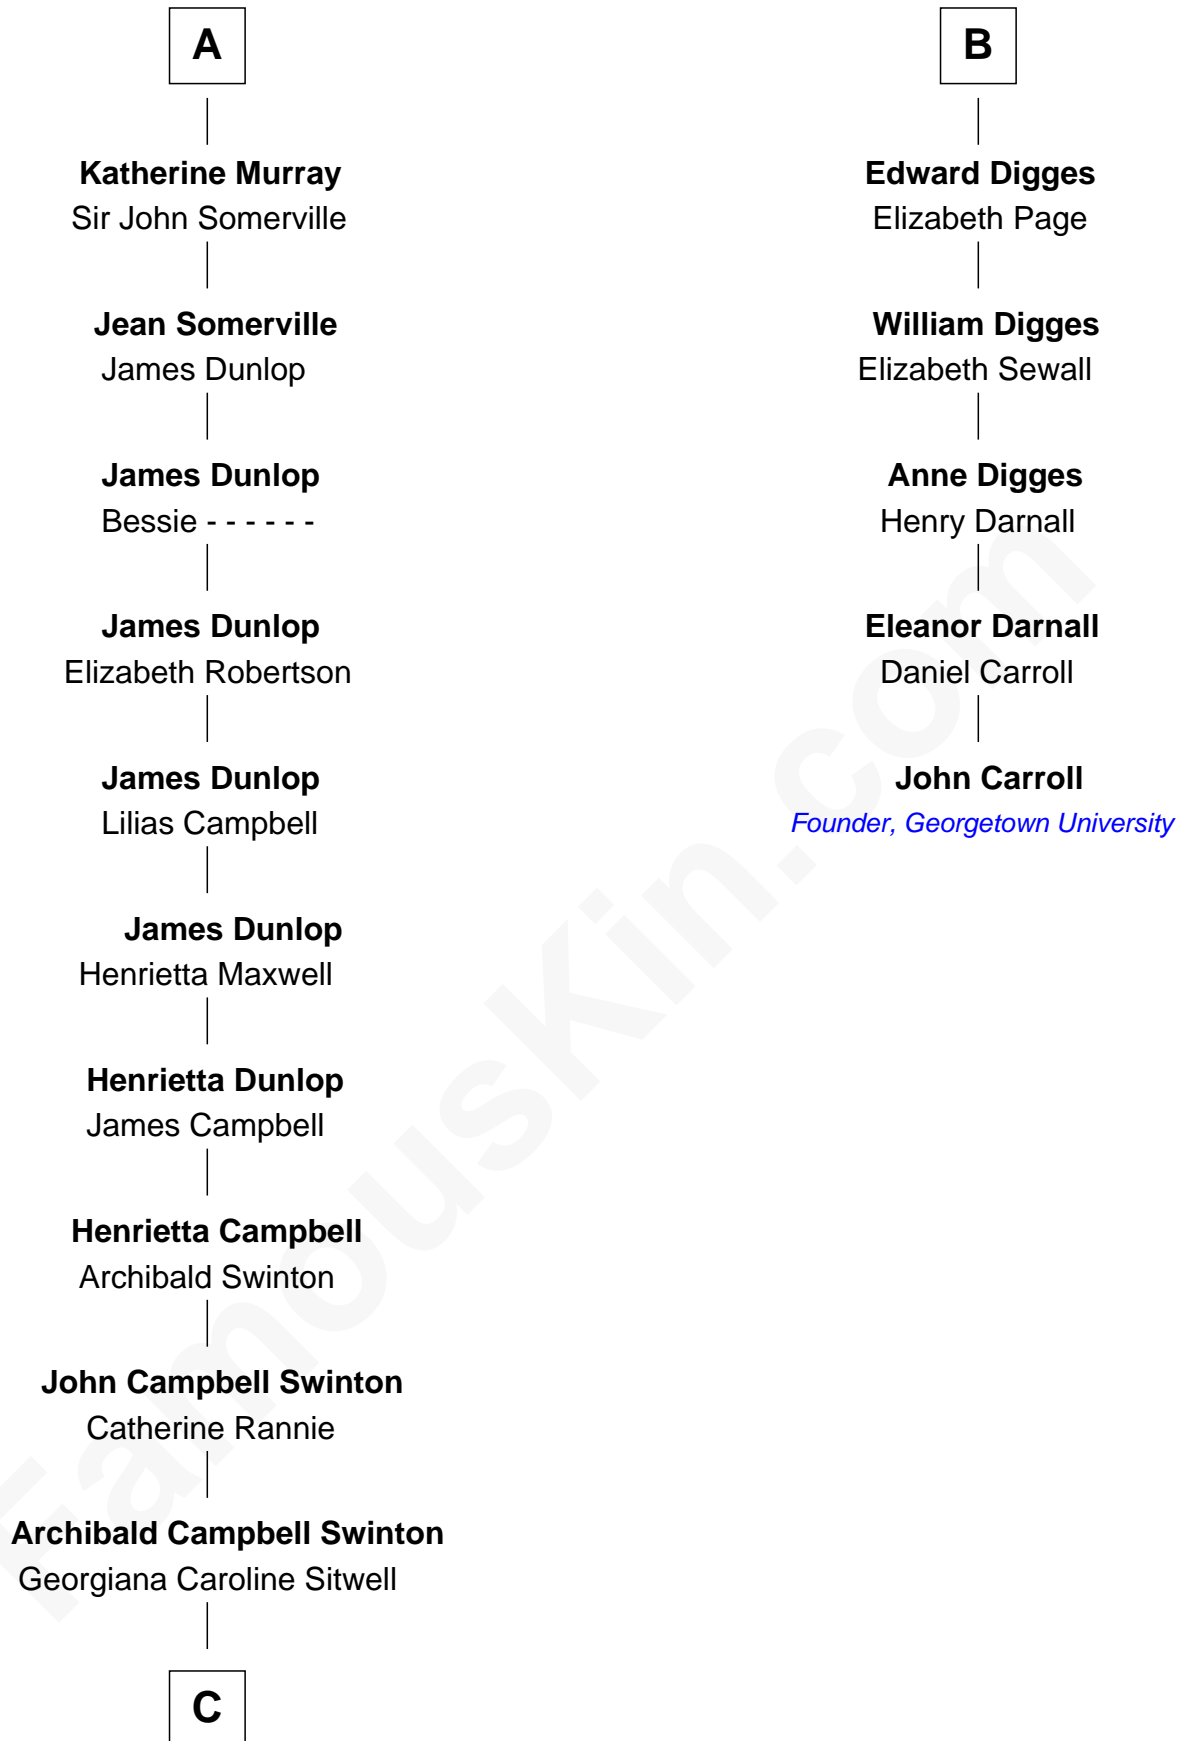 A
Katherine Murray
Sir John Somerville
Jean Somerville
James Dunlop
James Dunlop
Bessie - - - - - -
James Dunlop
Elizabeth Robertson
James Dunlop
Lilias Campbell
James Dunlop
Henrietta Maxwell
Henrietta Dunlop
James Campbell
Henrietta Campbell
Archibald Swinton
John Campbell Swinton
Catherine Rannie
Archibald Campbell Swinton
Georgiana Caroline Sitwell
C
B
Edward Digges
Elizabeth Page
William Digges
Elizabeth Sewall
Anne Digges
Henry Darnall
Eleanor Darnall
Daniel Carroll
John Carroll
Founder, Georgetown University
FamousKin.com